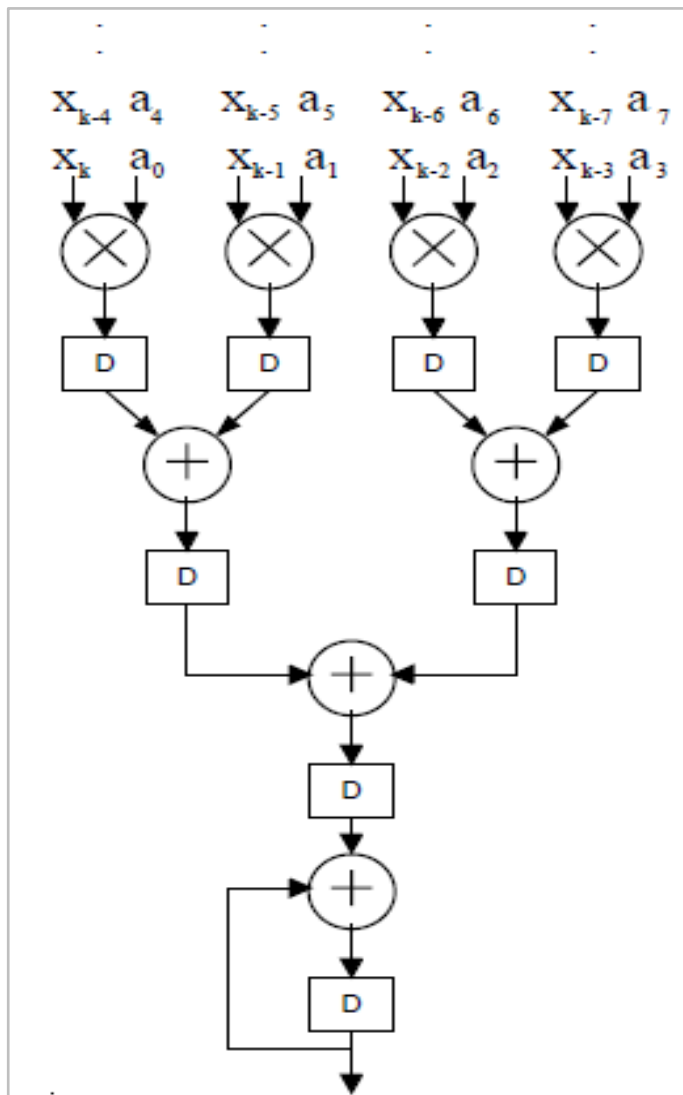 x_{k-4} a_4 x_{k-5} a_5 x_{k-6} a_6 x_{k-7} a_7
x_k a_0 x_{k-1} a_1 x_{k-2} a_2 x_{k-3} a_3
D D D D
+ +
D D
+
D
+
D